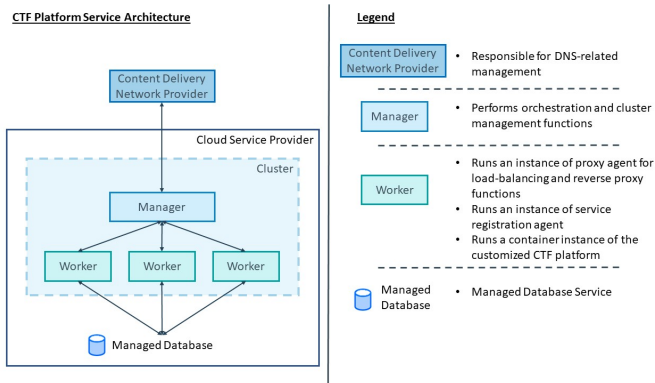 CTF Platform Service Architecture
Content Delivery
Network Provider
Cloud Service Provider
Cluster
Manager
Worker
Worker
Worker
Managed Database
Legend
Content Delivery
Network Provider
• Responsible for DNS-related
management
Manager
• Performs orchestration and cluster
management functions
Worker
• Runs an instance of proxy agent for
load-balancing and reverse proxy
functions
• Runs an instance of service
registration agent
• Runs a container instance of the
customized CTF platform
Managed
Database
• Managed Database Service